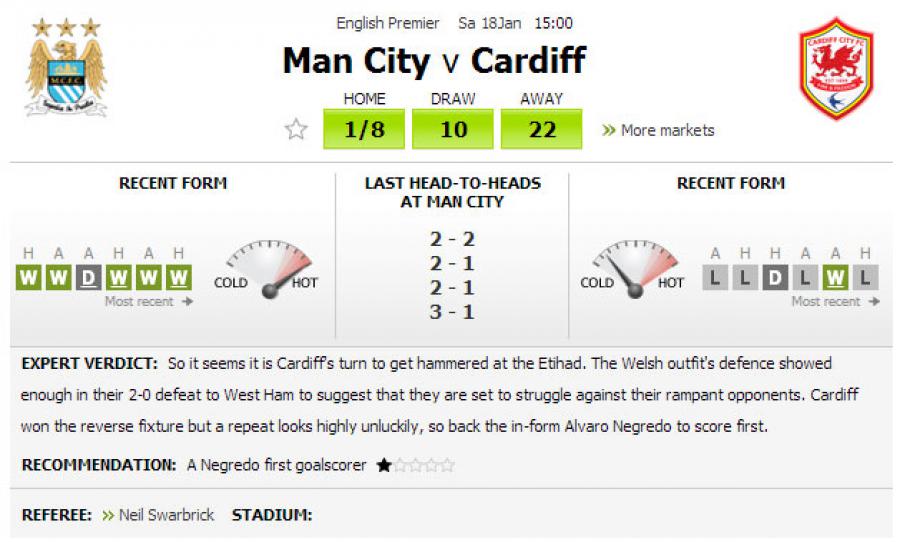 English Premier Sa 18Jan 15:00
Man City v Cardiff
HOME DRAW AWAY
1/8 10 22 » More markets
M.C.F.C.
CARDIFF CITY FC
RECENT FORM
H A A H A H
W W D W W W
Most recent →
COLD HOT
LAST HEAD-TO-HEADS
AT MAN CITY
2 - 2
2 - 1
2 - 1
3 - 1
RECENT FORM
COLD HOT
A H H A A H
L L D L W L
Most recent →
EXPERT VERDICT: So it seems it is Cardiff's turn to get hammered at the Etihad. The Welsh outfit's defence showed
enough in their 2-0 defeat to West Ham to suggest that they are set to struggle against their rampant opponents. Cardiff
won the reverse fixture but a repeat looks highly unluckily, so back the in-form Alvaro Negredo to score first.
RECOMMENDATION: A Negredo first goalscorer
REFEREE: » Neil Swarbrick STADIUM: